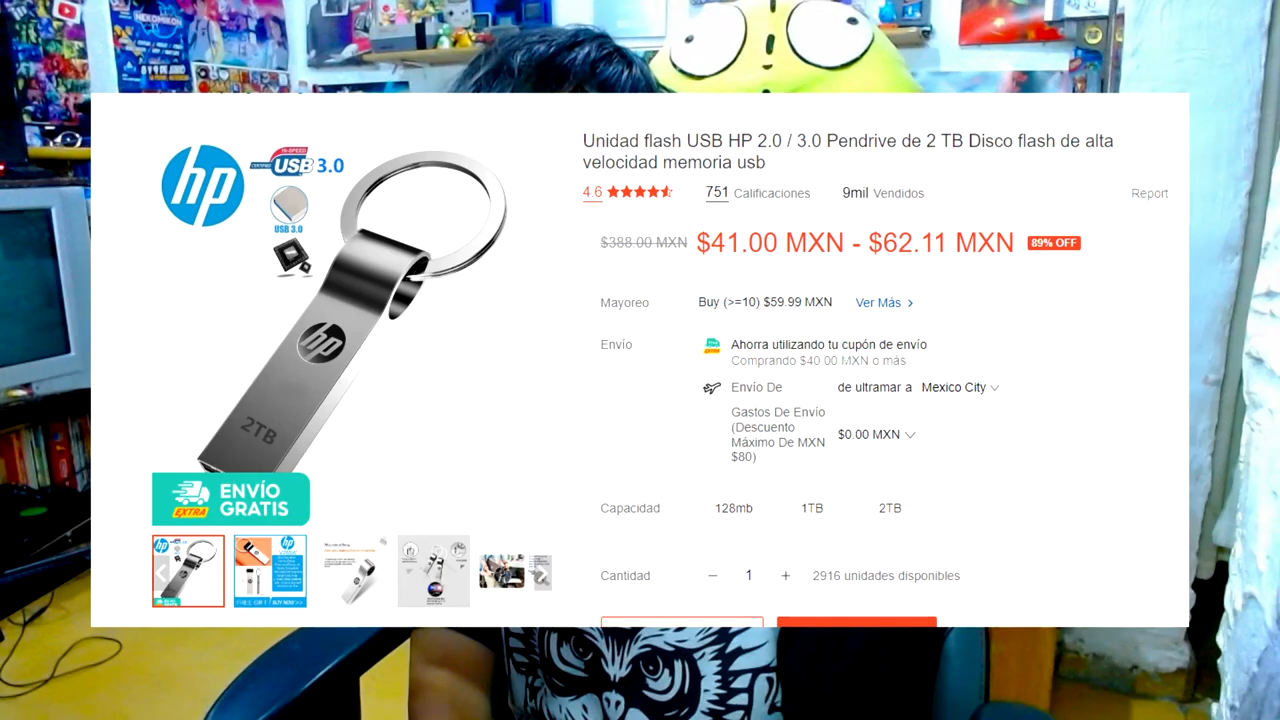 NEKOMIKON
hp
HI-SPEED
CERTIFIED USB 3.0
USB 3.0
hp
2TB
ENVÍO
GRATIS
EXTRA
Unidad flash USB HP 2.0 / 3.0 Pendrive de 2 TB Disco flash de alta
velocidad memoria usb
4.6 751 Calificaciones 9mil Vendidos Report
$388.00 MXN $41.00 MXN - $62.11 MXN 89% OFF
Mayoreo Buy (>=10) $59.99 MXN Ver Más >
Envío Ahorra utilizando tu cupón de envío
Comprando $40.00 MXN o más
Envío De de ultramar a Mexico City
Gastos De Envío
(Descuento
Máximo De MXN
$80)
$0.00 MXN
Capacidad 128mb 1TB 2TB
Cantidad − 1 + 2916 unidades disponibles